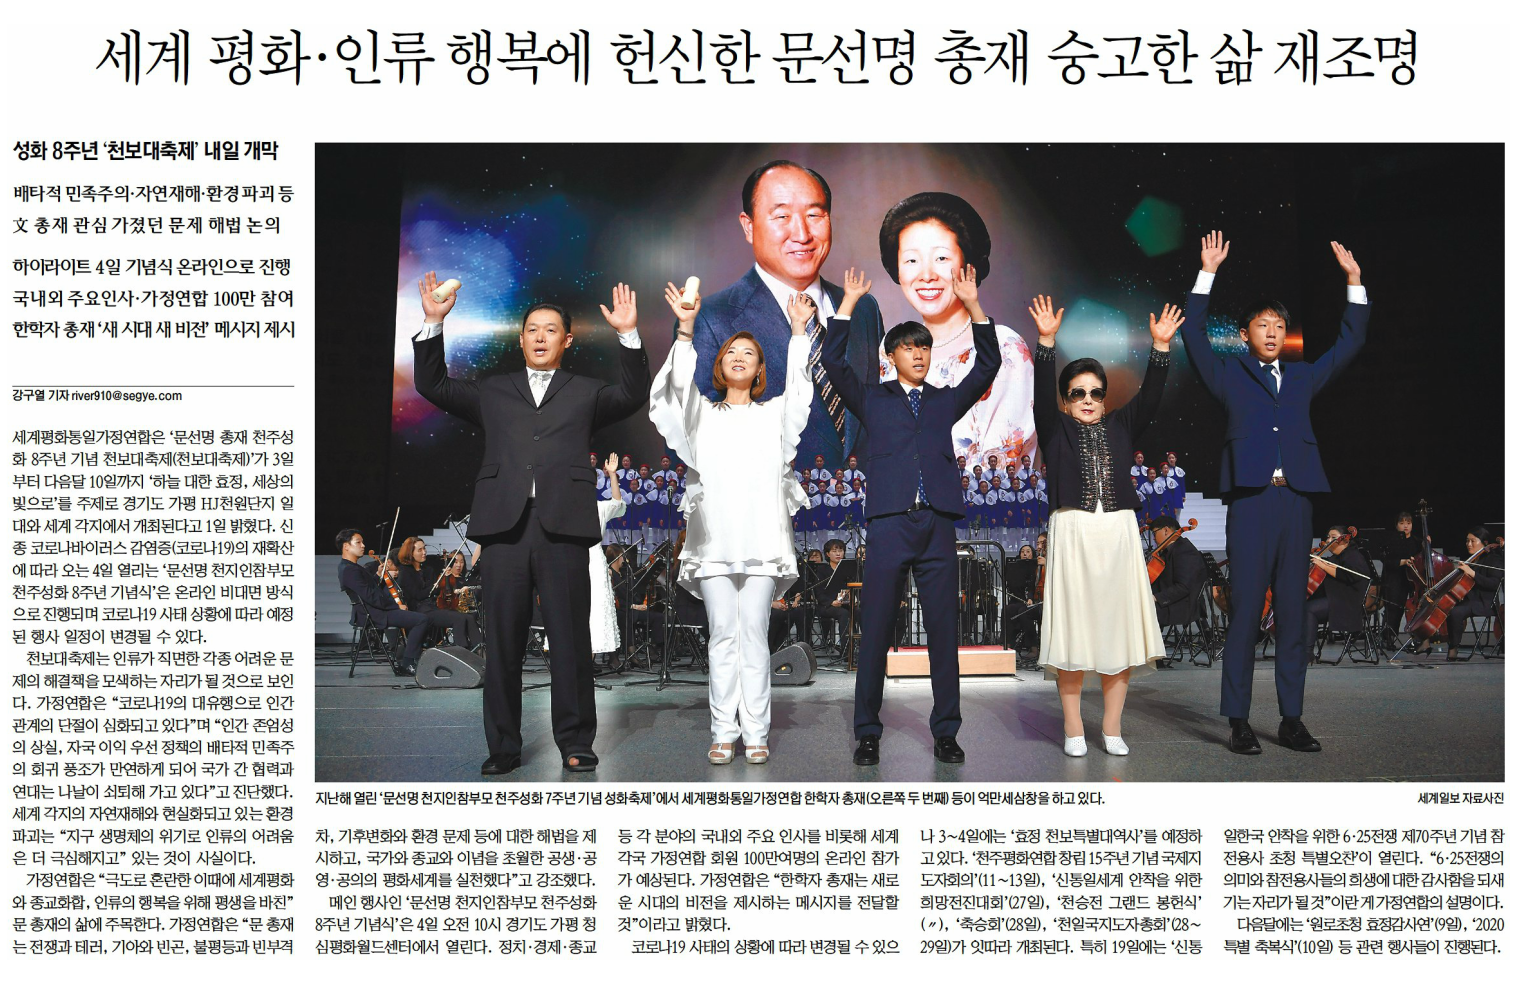 세계 평화·인류 행복에 헌신한 문선명 총재 숭고한 삶 재조명
성화 8주년 ‘천보대축제’ 내일 개막
배타적 민족주의·자연재해·환경 파괴 등
文 총재 관심 가졌던 문제 해법 논의
하이라이트 4일 기념식 온라인으로 진행
국내외 주요인사·가정연합 100만 참여
한학자 총재 ‘새 시대 새 비전’ 메시지 제시
강구열 기자 river910@segye.com
세계평화통일가정연합은 ‘문선명 총재 천주성
화 8주년 기념 천보대축제(천보대축제)’가 3일
부터 다음달 10일까지 ‘하늘 대한 효정, 세상의
빛으로’를 주제로 경기도 가평 HJ천원단지 일
대와 세계 각지에서 개최된다고 1일 밝혔다. 신
종 코로나바이러스 감염증(코로나19)의 재확산
에 따라 오는 4일 열리는 ‘문선명 천지인참부모
천주성화 8주년 기념식’은 온라인 비대면 방식
으로 진행되며 코로나19 사태 상황에 따라 예정
된 행사 일정이 변경될 수 있다.
천보대축제는 인류가 직면한 각종 어려운 문
제의 해결책을 모색하는 자리가 될 것으로 보인
다. 가정연합은 “코로나19의 대유행으로 인간
관계의 단절이 심화되고 있다”며 “인간 존엄성
의 상실, 자국 이익 우선 정책의 배타적 민족주
의 회귀 풍조가 만연하게 되어 국가 간 협력과
연대는 나날이 쇠퇴해 가고 있다”고 진단했다.
세계 각지의 자연재해와 현실화되고 있는 환경
파괴는 “지구 생명체의 위기로 인류의 어려움
은 더 극심해지고” 있는 것이 사실이다.
가정연합은 “극도로 혼란한 이때에 세계평화
와 종교화합, 인류의 행복을 위해 평생을 바친”
문 총재의 삶에 주목한다. 가정연합은 “문 총재
는 전쟁과 테러, 기아와 빈곤, 불평등과 빈부격
지난해 열린 ‘문선명 천지인참부모 천주성화 7주년 기념 성화축제’에서 세계평화통일가정연합 한학자 총재(오른쪽 두 번째) 등이 억만세삼창을 하고 있다.
세계일보 자료사진
차, 기후변화와 환경 문제 등에 대한 해법을 제
시하고, 국가와 종교와 이념을 초월한 공생·공
영·공의의 평화세계를 실천했다”고 강조했다.
메인 행사인 ‘문선명 천지인참부모 천주성화
8주년 기념식’은 4일 오전 10시 경기도 가평 청
심평화월드센터에서 열린다. 정치·경제·종교
등 각 분야의 국내외 주요 인사를 비롯해 세계
각국 가정연합 회원 100만여명의 온라인 참가
가 예상된다. 가정연합은 “한학자 총재는 새로
운 시대의 비전을 제시하는 메시지를 전달할
것”이라고 밝혔다.
코로나19 사태의 상황에 따라 변경될 수 있으
나 3∼4일에는 ‘효정 천보특별대역사’를 예정하
고 있다. ‘천주평화연합 창립 15주년 기념 국제지
도자회의’(11∼13일), ‘신통일세계 안착을 위한
희망전진대회’(27일), ‘천승전 그랜드 봉헌식’
(〃), ‘축승회’(28일), ‘천일국지도자총회’(28∼
29일)가 잇따라 개최된다. 특히 19일에는 ‘신통
일한국 안착을 위한 6·25전쟁 제70주년 기념 참
전용사 초청 특별오찬’이 열린다. “6·25전쟁의
의미와 참전용사들의 희생에 대한 감사함을 되새
기는 자리가 될 것”이란 게 가정연합의 설명이다.
다음달에는 ‘원로초청 효정감사연’(9일), ‘2020
특별 축복식’(10일) 등 관련 행사들이 진행된다.